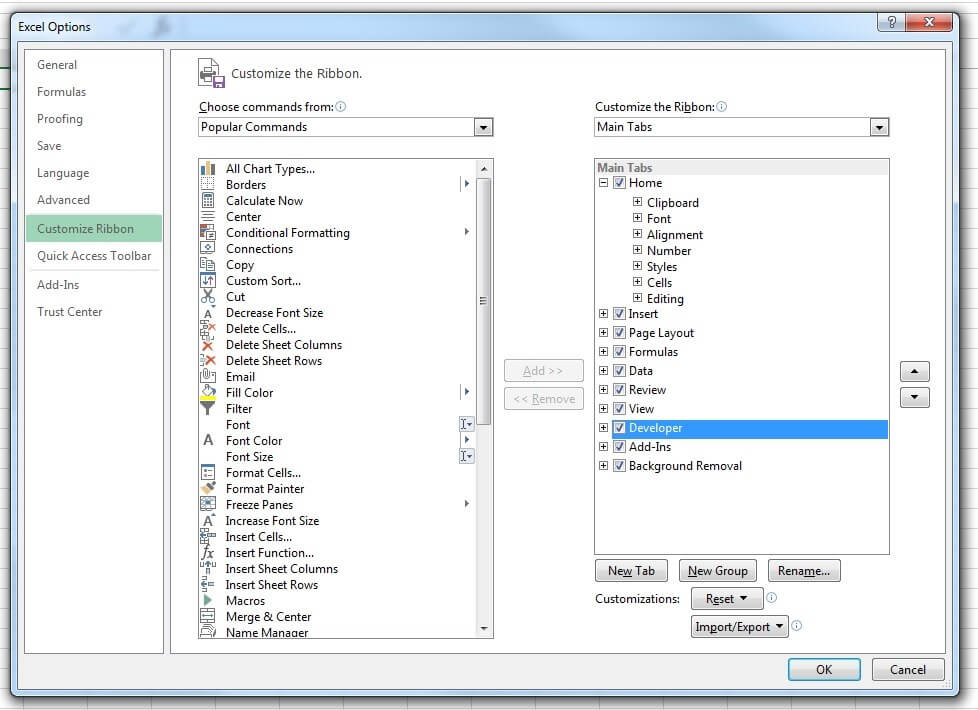 Excel Options
General
Formulas
Proofing
Save
Language
Advanced
Customize Ribbon
Quick Access Toolbar
Add-Ins
Trust Center
Customize the Ribbon.
Choose commands from:
Popular Commands
All Chart Types...
Borders
Calculate Now
Center
Conditional Formatting
Connections
Copy
Custom Sort...
Cut
Decrease Font Size
Delete Cells...
Delete Sheet Columns
Delete Sheet Rows
Email
Fill Color
Filter
Font
Font Color
Font Size
Format Cells...
Format Painter
Freeze Panes
Increase Font Size
Insert Cells...
Insert Function...
Insert Sheet Columns
Insert Sheet Rows
Macros
Merge & Center
Name Manager
Add >>
<< Remove
Customize the Ribbon:
Main Tabs
Main Tabs
Home
Clipboard
Font
Alignment
Number
Styles
Cells
Editing
Insert
Page Layout
Formulas
Data
Review
View
Developer
Add-Ins
Background Removal
New Tab
New Group
Rename...
Customizations:
Reset
Import/Export
OK
Cancel